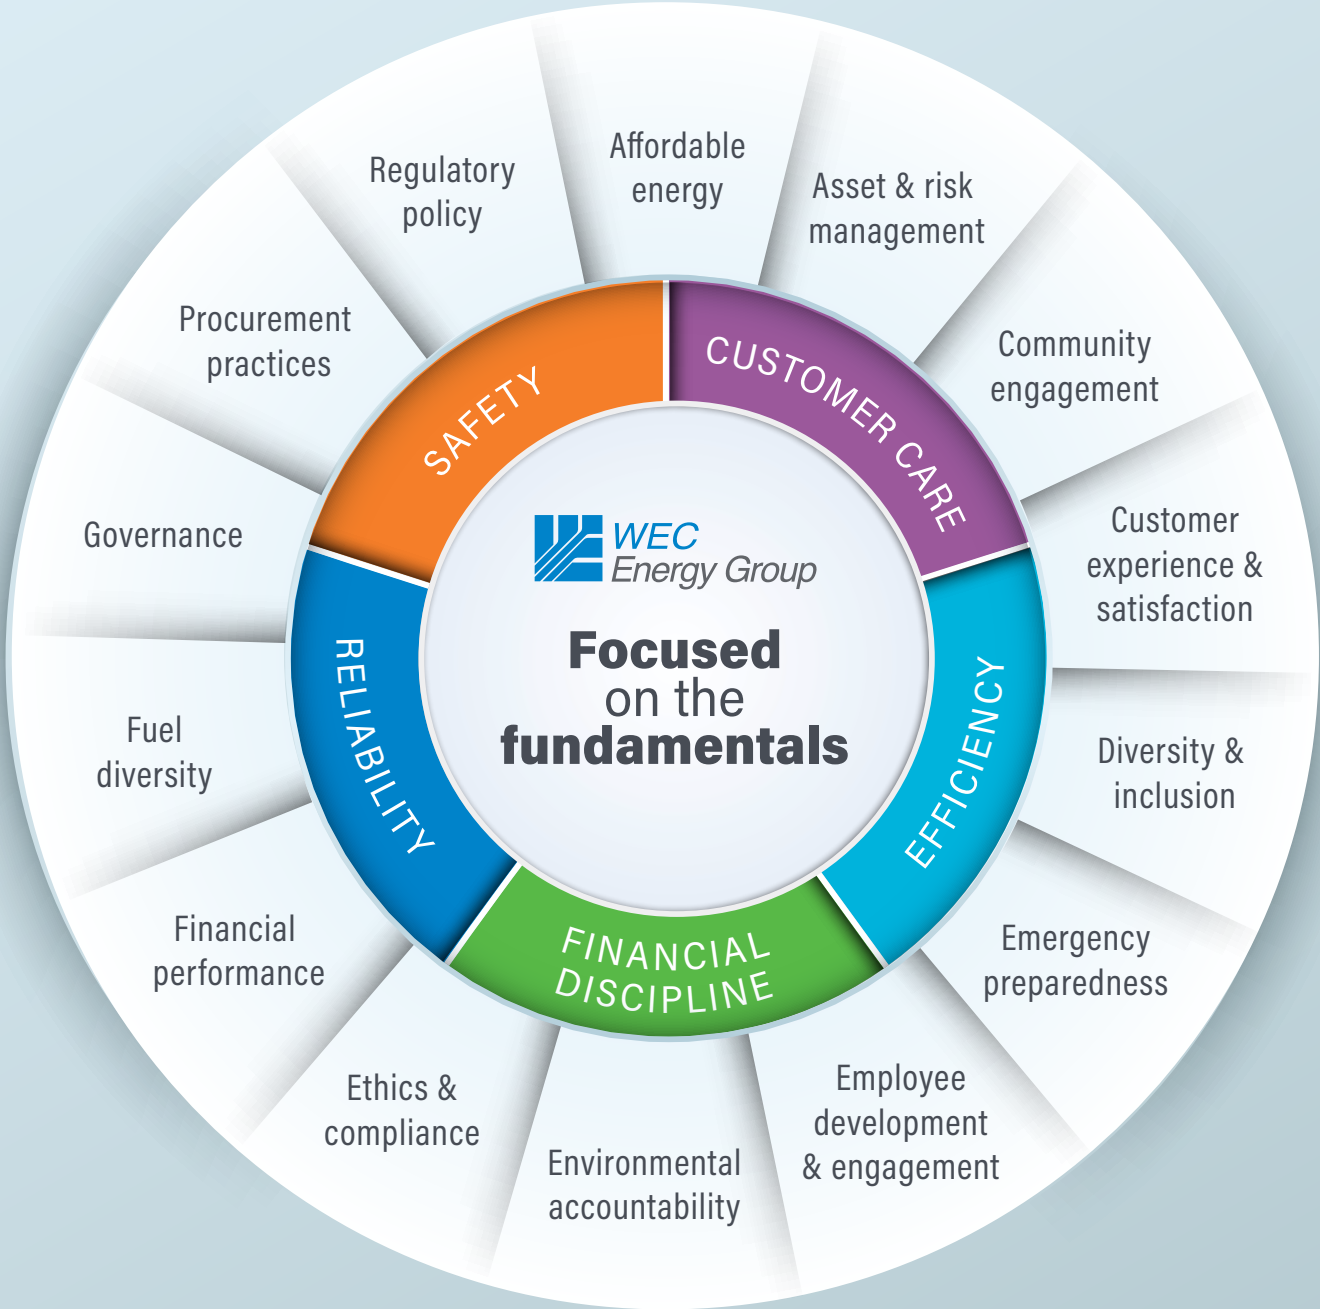 Affordable
energy
Asset & risk
management
Community
engagement
Customer
experience &
satisfaction
Diversity &
inclusion
Emergency
preparedness
Employee
development
& engagement
Environmental
accountability
Ethics &
compliance
Financial
performance
Fuel
diversity
Governance
Procurement
practices
Regulatory
policy
SAFETY
CUSTOMER CARE
EFFICIENCY
FINANCIAL
DISCIPLINE
RELIABILITY
WEC
Energy Group
Focused
on the
fundamentals